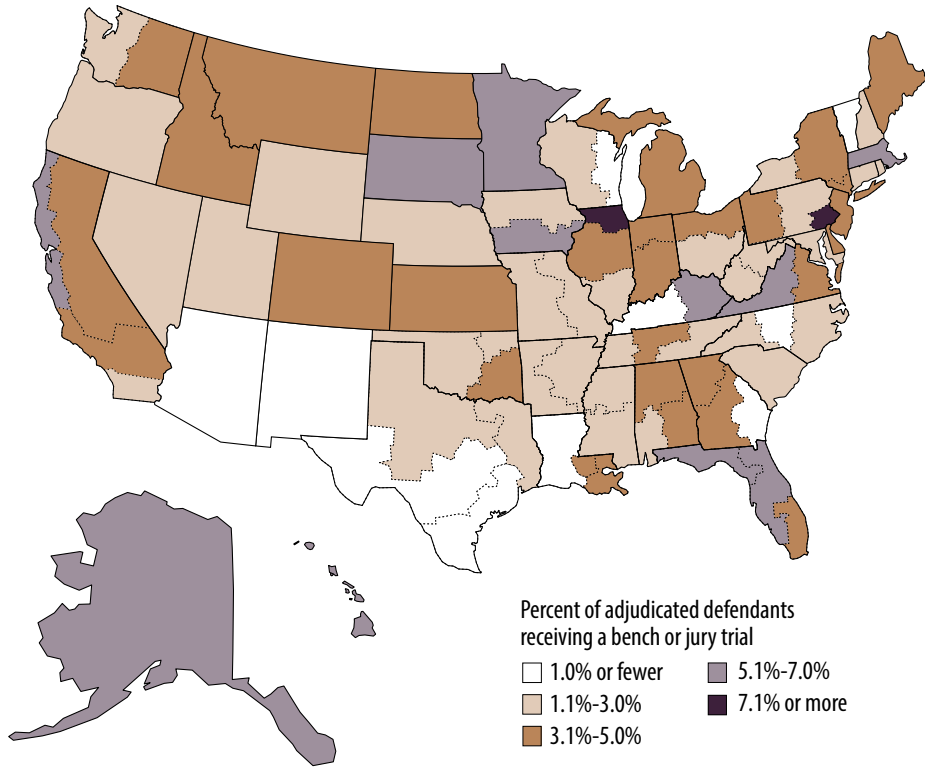 Percent of adjudicated defendants
receiving a bench or jury trial
1.0% or fewer
1.1%-3.0%
3.1%-5.0%
5.1%-7.0%
7.1% or more